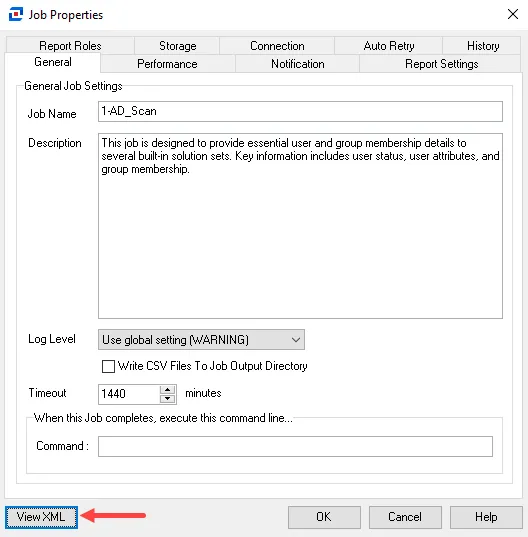 Job Properties
Report Roles Storage Connection Auto Retry History
General Performance Notification Report Settings
General Job Settings
Job Name 1-AD_Scan
Description This job is designed to provide essential user and group membership details to
several built-in solution sets. Key information includes user status, user attributes, and
group membership.
Log Level Use global setting (WARNING)
Write CSV Files To Job Output Directory
Timeout 1440 minutes
When this Job completes, execute this command line...
Command :
View XML OK Cancel Help